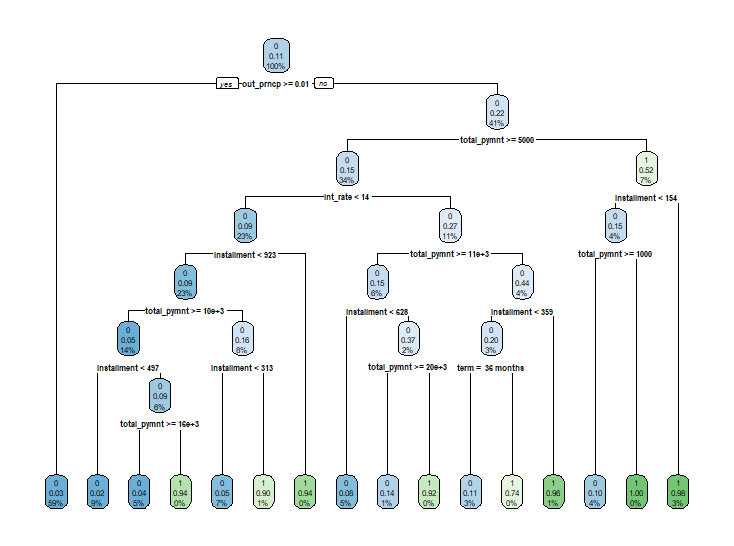 0
0.11
100%
yes out_prncp >= 0.01 no
0
0.22
41%
total_pymnt >= 5000
0 1
0.15 0.52
34% 7%
int_rate < 14 installment < 154
0 0 0
0.09 0.27 0.15
23% 11% 4%
installment < 923 total_pymnt >= 11e+3 total_pymnt >= 1000
0 0 0
0.09 0.15 0.44
23% 6% 4%
total_pymnt >= 10e+3 installment < 628 installment < 359
0 0 0 0
0.05 0.16 0.37 0.20
14% 8% 2% 3%
installment < 497 installment < 313 total_pymnt >= 20e+3 term = 36 months
0
0.09
6%
total_pymnt >= 16e+3
0 0 0 1 0 1 1 0 0 1 0 1 1 0 1 1
0.03 0.02 0.04 0.94 0.05 0.90 0.94 0.08 0.14 0.92 0.11 0.74 0.96 0.10 1.00 0.98
59% 9% 5% 0% 7% 1% 0% 5% 1% 0% 3% 0% 1% 4% 0% 3%